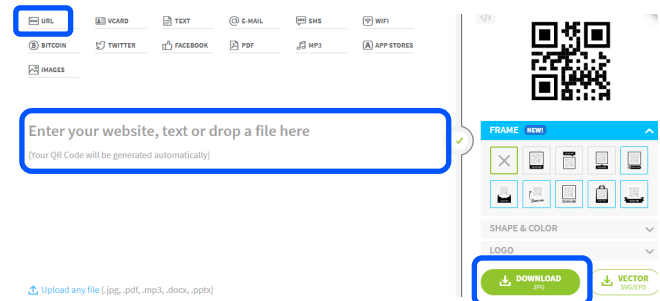 URL
VCARD
TEXT
E-MAIL
SMS
WIFI
BITCOIN
TWITTER
FACEBOOK
PDF
MP3
APP STORES
IMAGES
Enter your website, text or drop a file here
(Your QR Code will be generated automatically)
Upload any file (.jpg, .pdf, .mp3, .docx, .pptx)
FRAME NEW!
SHAPE & COLOR
LOGO
DOWNLOAD
JPG
VECTOR
SVG/EPS